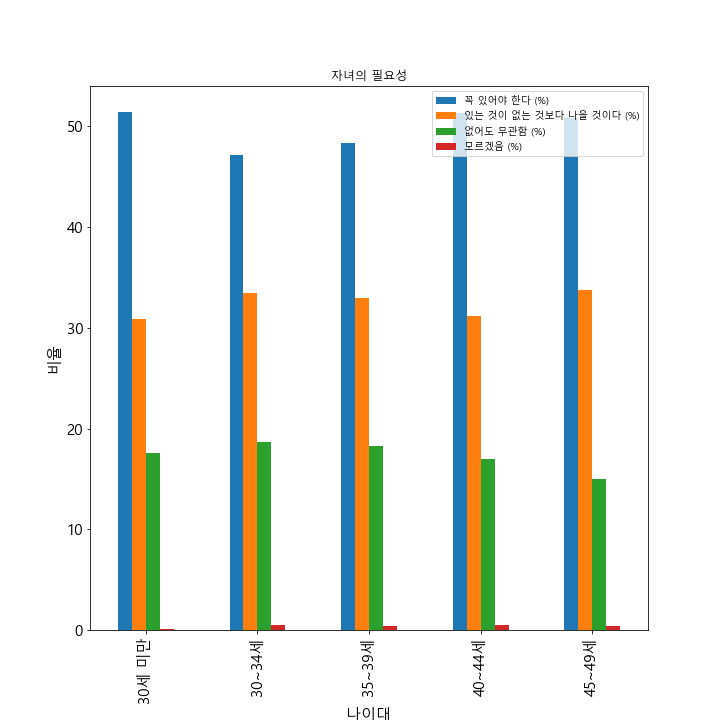 자녀의 필요성
꼭 있어야 한다 (%)
있는 것이 없는 것보다 나을 것이다 (%)
없어도 무관함 (%)
모르겠음 (%)
비율
50
40
30
20
10
0
30세 미만
30~34세
35~39세
40~44세
45~49세
나이대